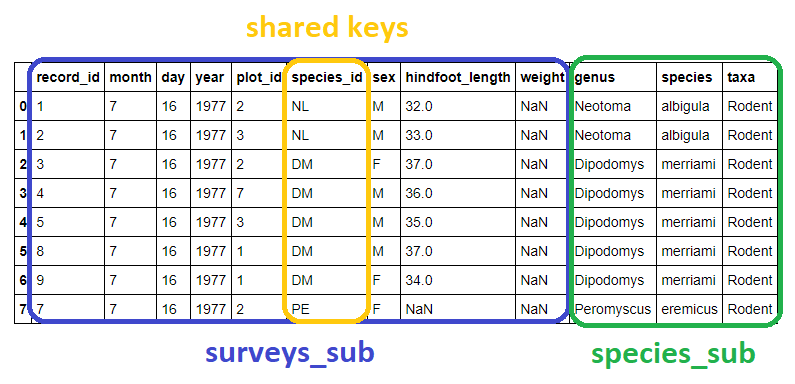 shared keys
record_id month day year plot_id species_id sex hindfoot_length weight genus species taxa
0 1 7 16 1977 2 NL M 32.0 NaN Neotoma albigula Rodent
1 2 7 16 1977 3 NL M 33.0 NaN Neotoma albigula Rodent
2 3 7 16 1977 2 DM F 37.0 NaN Dipodomys merriami Rodent
3 4 7 16 1977 7 DM M 36.0 NaN Dipodomys merriami Rodent
4 5 7 16 1977 3 DM M 35.0 NaN Dipodomys merriami Rodent
5 8 7 16 1977 1 DM M 37.0 NaN Dipodomys merriami Rodent
6 9 7 16 1977 1 DM F 34.0 NaN Dipodomys merriami Rodent
7 7 7 16 1977 2 PE F NaN NaN Peromyscus eremicus Rodent
surveys_sub species_sub